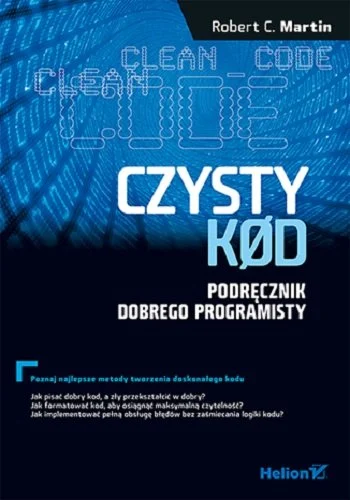 Robert C. Martin
CLEAN CODE
CLEAN
CODE
CZYSTY
KØD
PODRĘCZNIK
DOBREGO PROGRAMISTY
Poznaj najlepsze metody tworzenia doskonałego kodu
Jak pisać dobry kod, a zły przekształcić w dobry?
Jak formatować kod, aby osiągnąć maksymalną czytelność?
Jak implementować pełną obsługę błędów bez zaśmiecania logiki kodu?
Helion